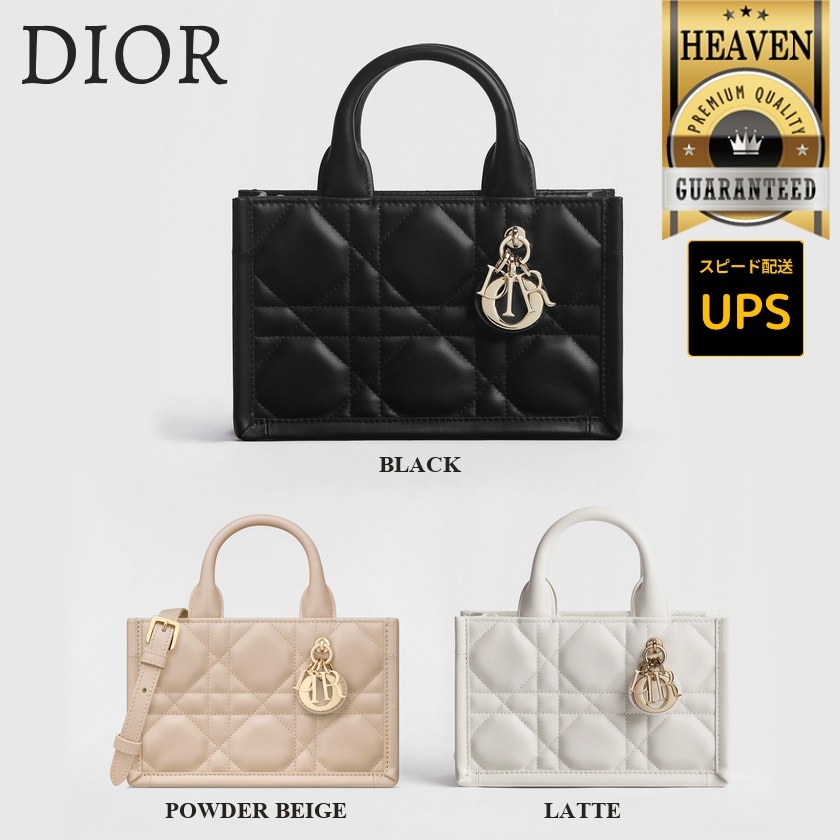 DIOR
HEAVEN
PREMIUM QUALITY
GUARANTEED
スピード配送
UPS
BLACK
POWDER BEIGE
LATTE